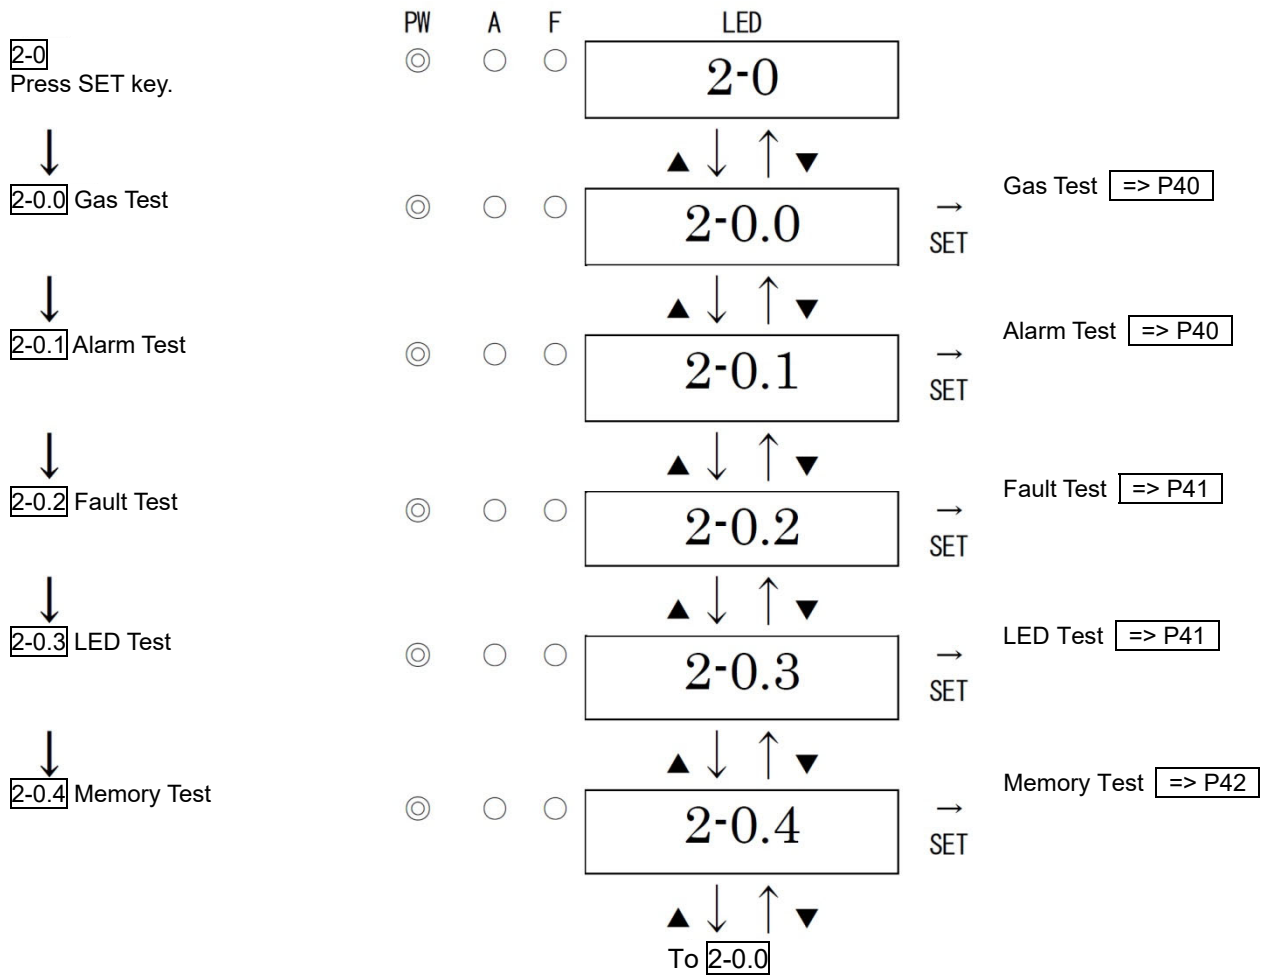 PW A F LED
2-0
Press SET key.
2-0
▲ ↓ ↑ ▼
↓
2-0.0 Gas Test
2-0.0
→
SET
Gas Test => P40
▲ ↓ ↑ ▼
↓
2-0.1 Alarm Test
2-0.1
→
SET
Alarm Test => P40
▲ ↓ ↑ ▼
↓
2-0.2 Fault Test
2-0.2
→
SET
Fault Test => P41
▲ ↓ ↑ ▼
↓
2-0.3 LED Test
2-0.3
→
SET
LED Test => P41
▲ ↓ ↑ ▼
↓
2-0.4 Memory Test
2-0.4
→
SET
Memory Test => P42
▲ ↓ ↑ ▼
To 2-0.0